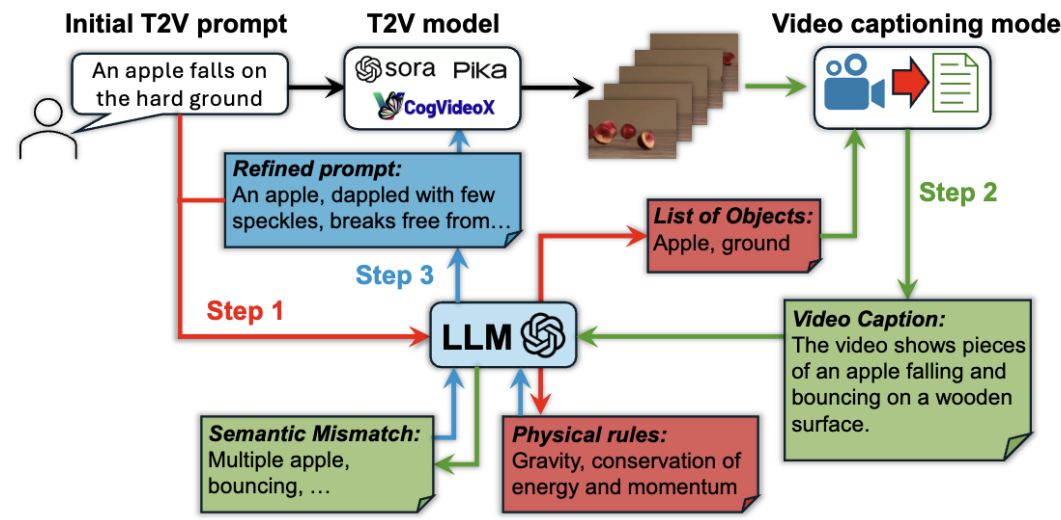 Initial T2V prompt
T2V model
Video captioning mode
An apple falls on
the hard ground
sora
Pika
CogVideoX
Refined prompt:
An apple, dappled with few
speckles, breaks free from...
List of Objects:
Apple, ground
Step 2
Step 3
Step 1
LLM
Video Caption:
The video shows pieces
of an apple falling and
bouncing on a wooden
surface.
Semantic Mismatch:
Multiple apple,
bouncing, ...
Physical rules:
Gravity, conservation of
energy and momentum